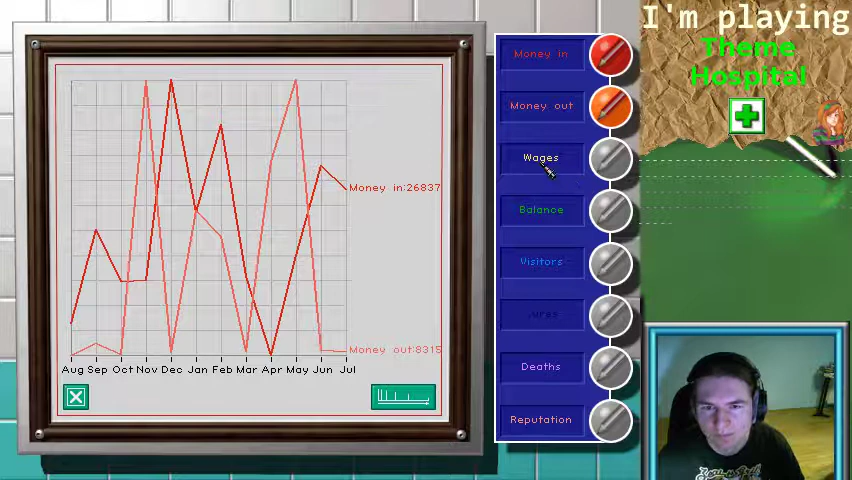 I'm playing
Theme
Hospital
Money in
Money out
Wages
Balance
Visitors
Cures
Deaths
Reputation
Money in:26837
Money out:8315
Aug Sep Oct Nov Dec Jan Feb Mar Apr May Jun Jul